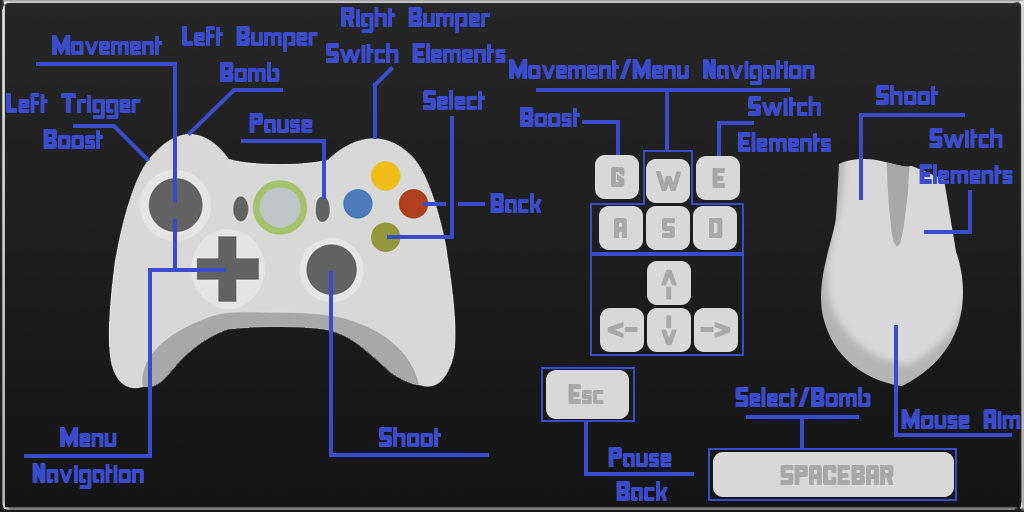 Right Bumper
Switch Elements
Movement
Left Bumper
Bomb
Left Trigger
Boost
Pause
Select
Back
Menu
Navigation
Shoot
Movement/Menu Navigation
Boost
Switch
Elements
W
E
A
S
D
^
<-
->
Esc
Pause
Back
Select/Bomb
SPACEBAR
Shoot
Switch
Elements
Mouse Aim